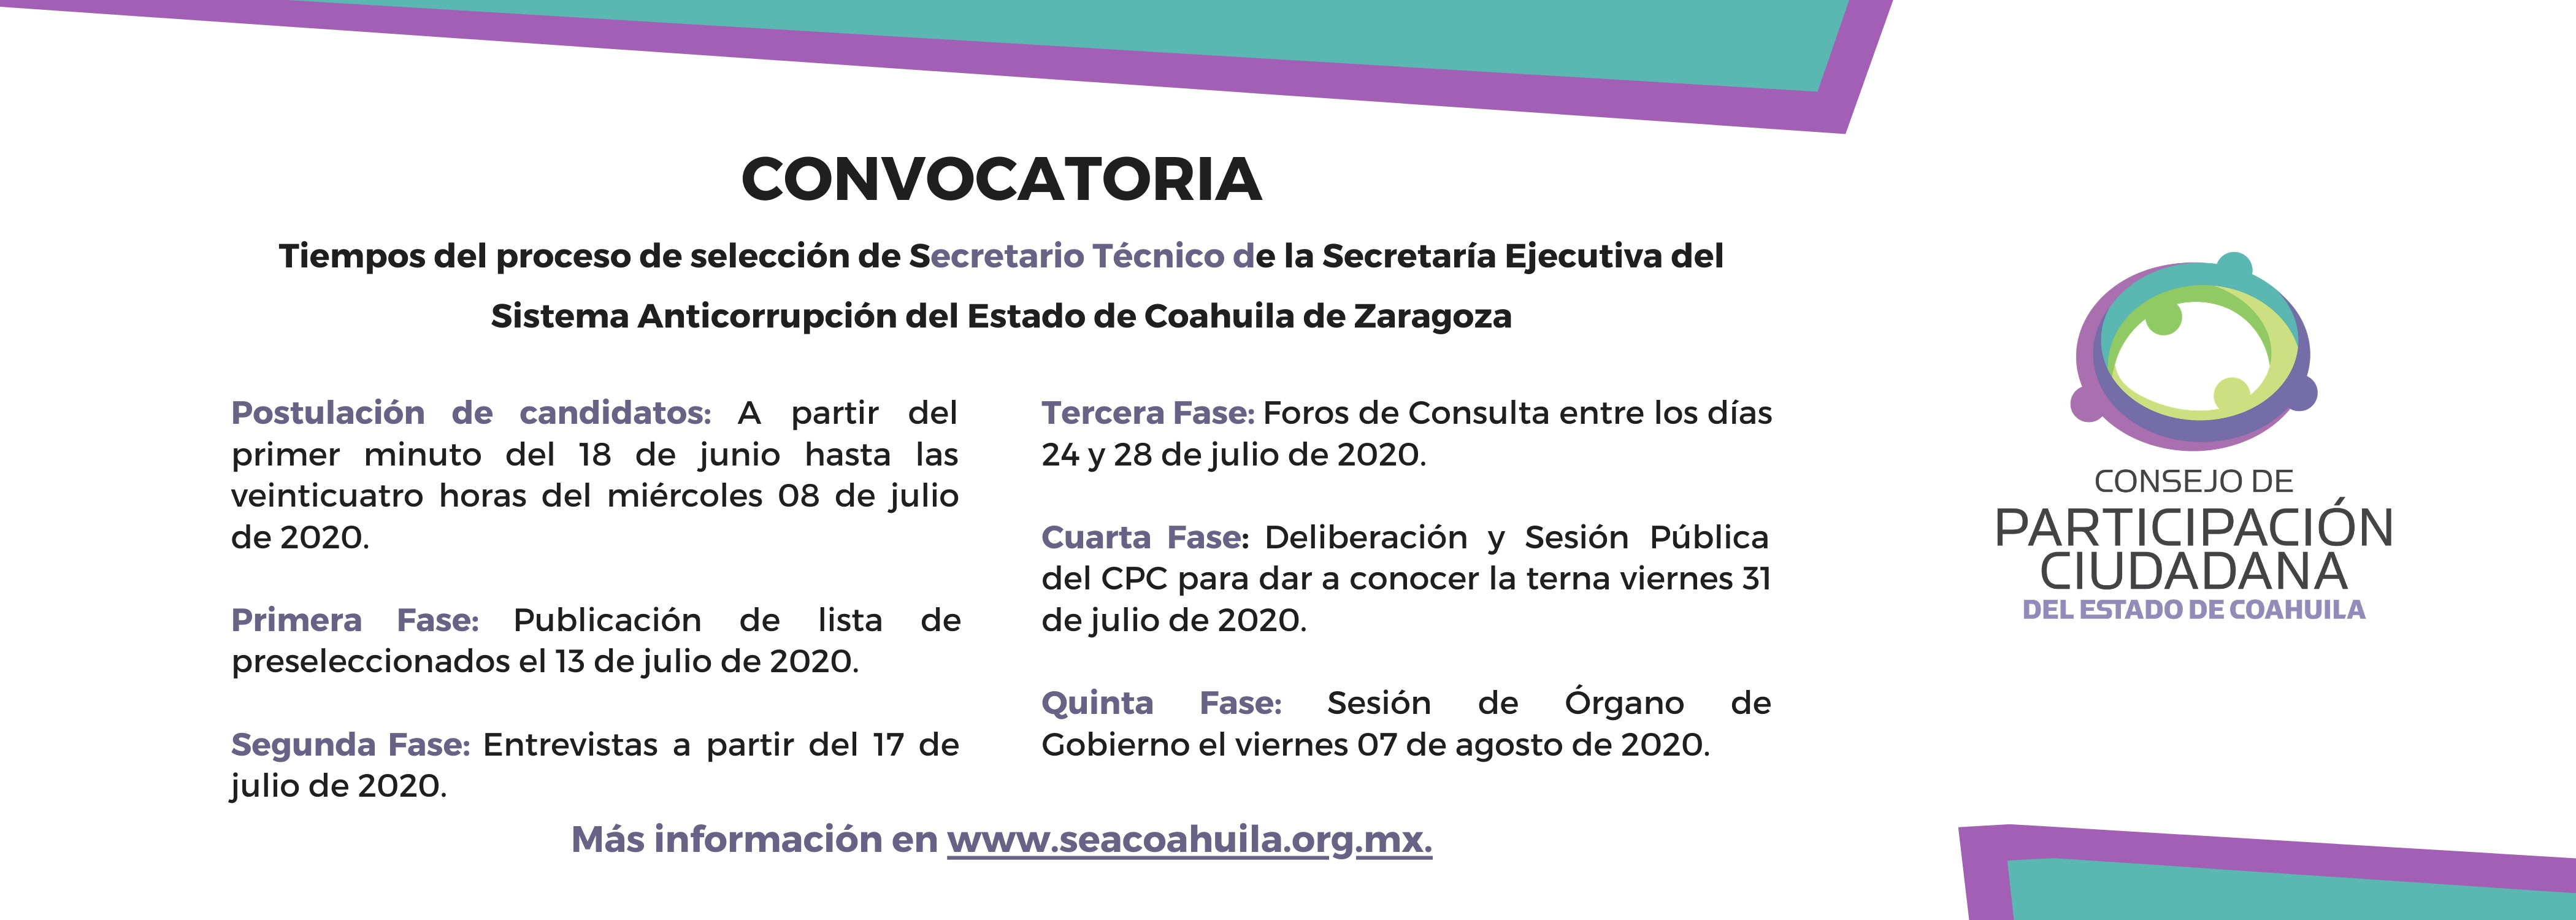 CONVOCATORIA
Tiempos del proceso de selección de Secretario Técnico de la Secretaría Ejecutiva del
Sistema Anticorrupción del Estado de Coahuila de Zaragoza
Postulación de candidatos: A partir del
primer minuto del 18 de junio hasta las
veinticuatro horas del miércoles 08 de julio
de 2020.
Primera Fase: Publicación de lista de
preseleccionados el 13 de julio de 2020.
Segunda Fase: Entrevistas a partir del 17 de
julio de 2020.
Tercera Fase: Foros de Consulta entre los días
24 y 28 de julio de 2020.
Cuarta Fase: Deliberación y Sesión Pública
del CPC para dar a conocer la terna viernes 31
de julio de 2020.
Quinta Fase: Sesión de Órgano de
Gobierno el viernes 07 de agosto de 2020.
Más información en www.seacoahuila.org.mx.
CONSEJO DE
PARTICIPACIÓN
CIUDADANA
DEL ESTADO DE COAHUILA